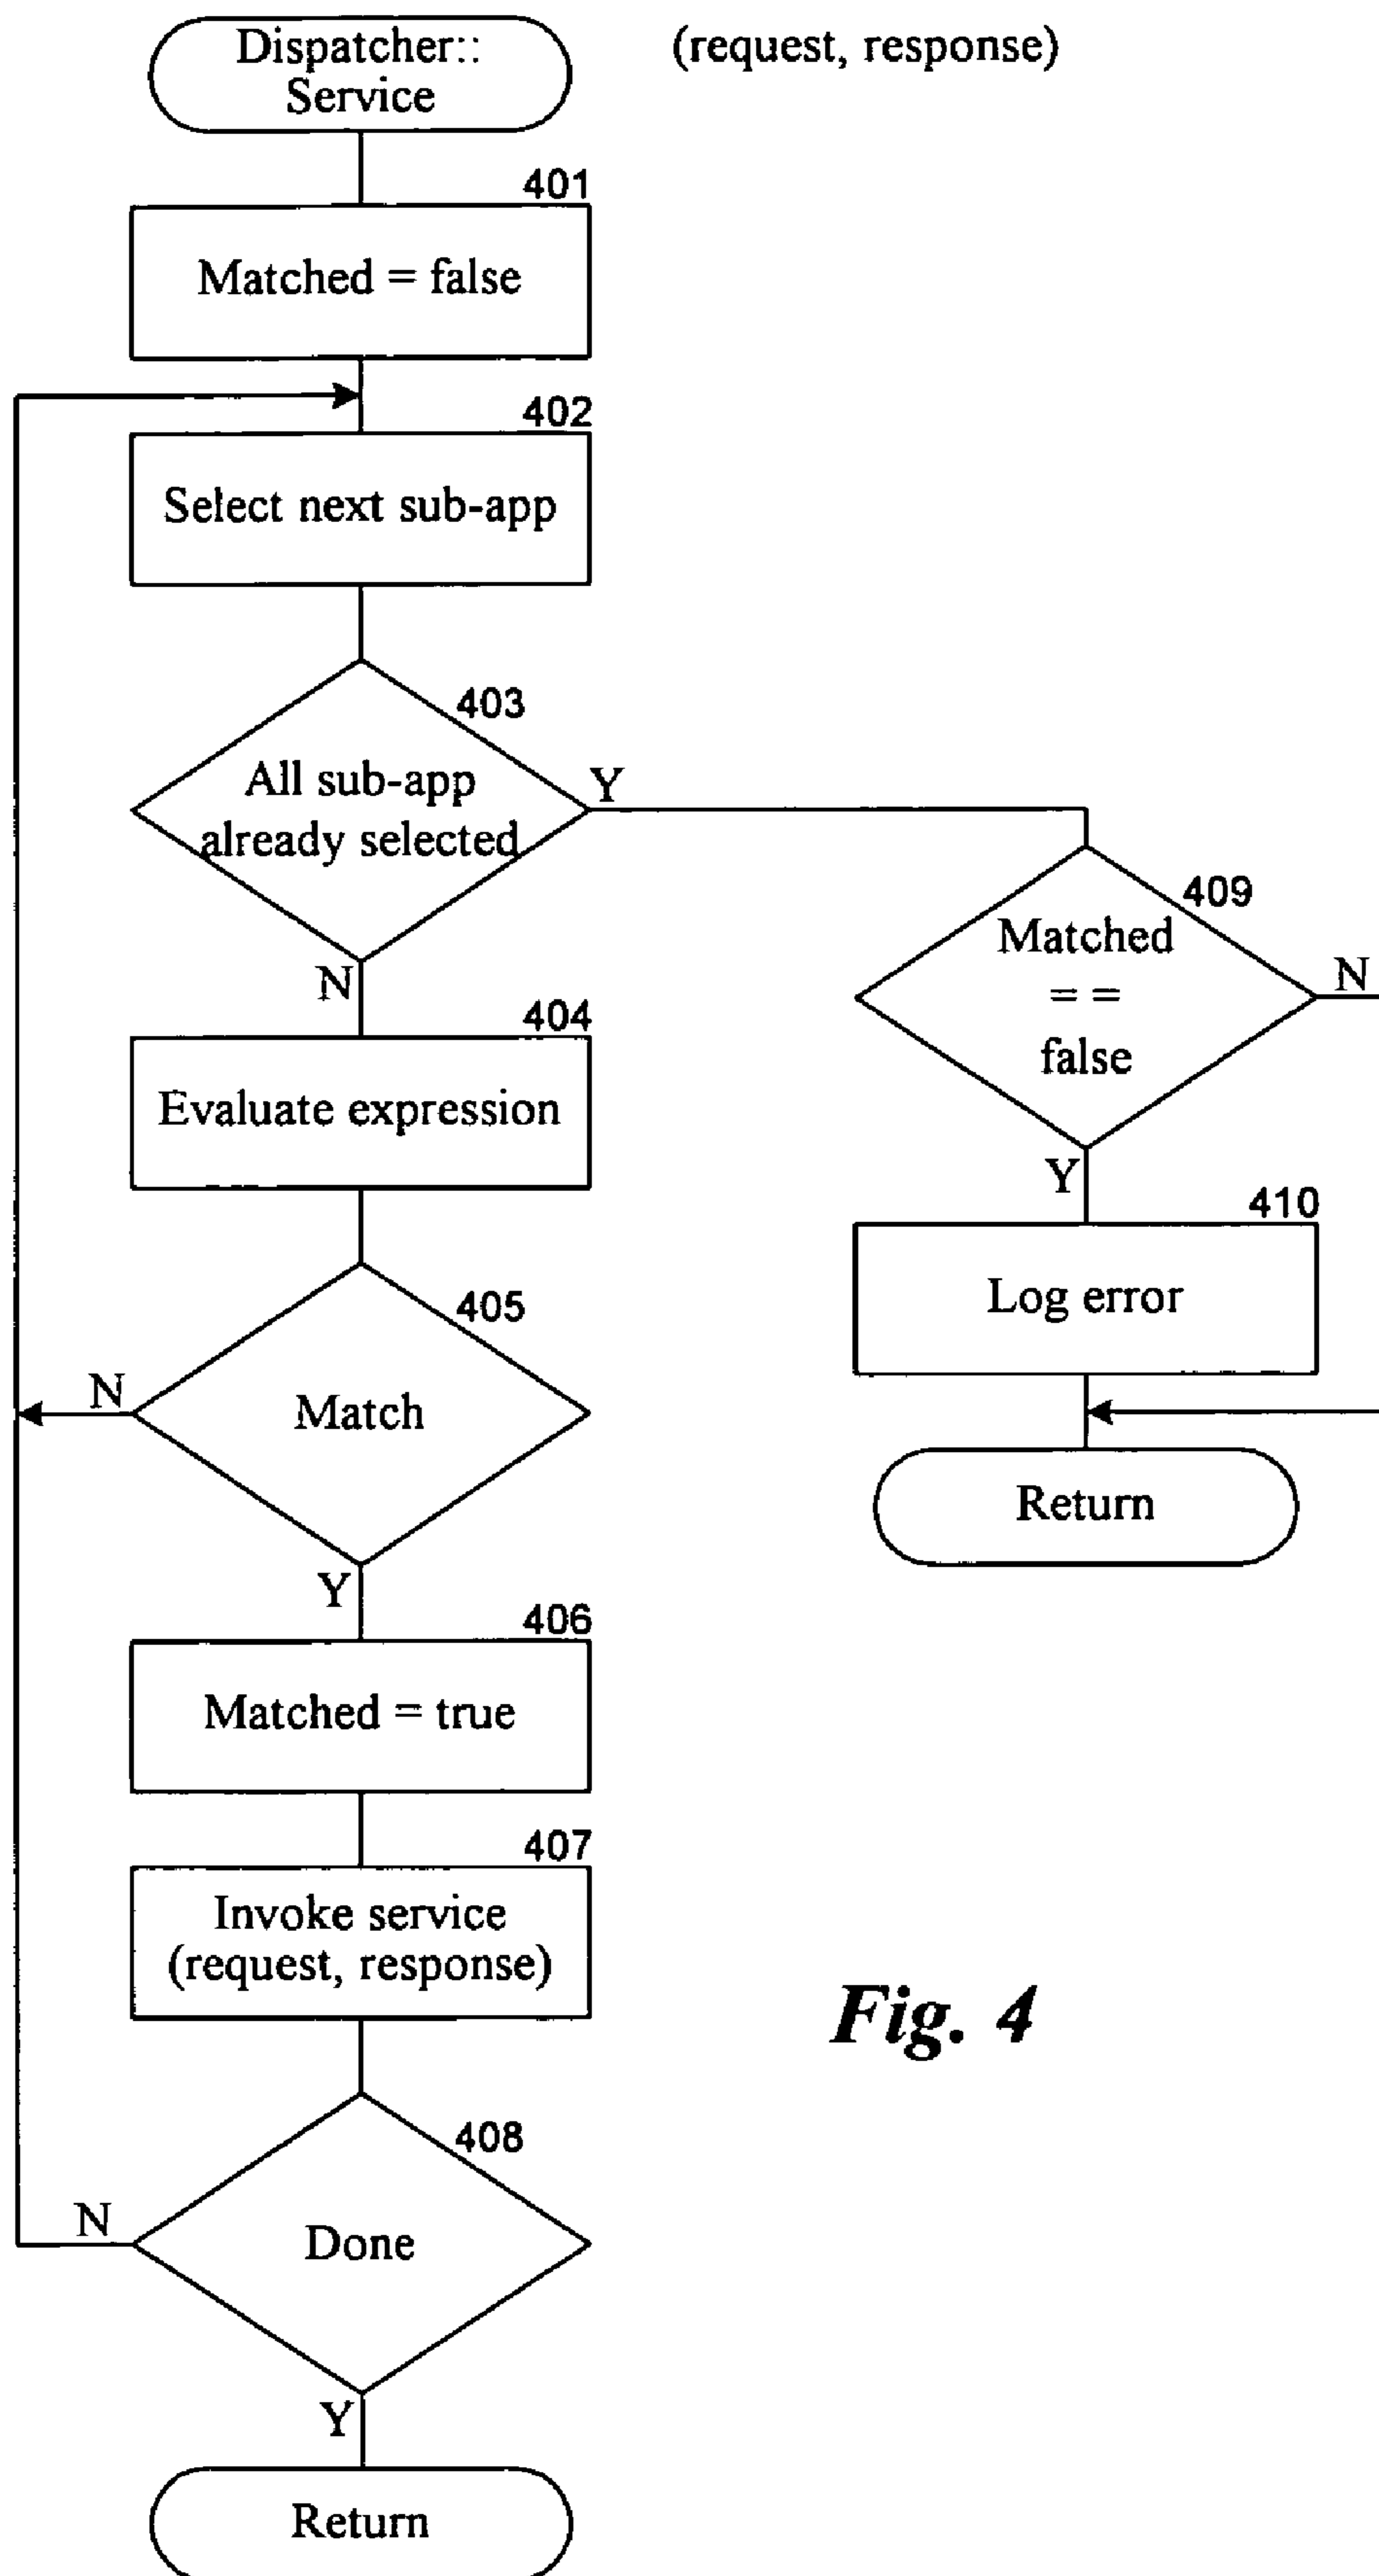 Dispatcher::
Service
(request, response)
401
Matched = false
402
Select next sub-app
403
All sub-app
already selected
Y
N
409
Matched
= =
false
N
Y
404
Evaluate expression
410
Log error
405
Match
N
Y
Return
406
Matched = true
407
Invoke service
(request, response)
Fig. 4
408
Done
N
Y
Return